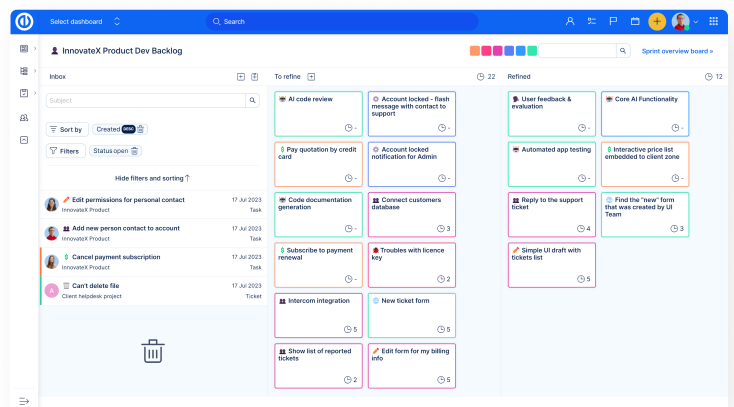 Select dashboard
Search
InnovateX Product Dev Backlog
Sprint overview board »
Inbox
Subject
Sort by
Created DESC
Filters
Status open
Hide filters and sorting
Edit permissions for personal contact
17 Jul 2023
InnovateX Product
Task
Add new person contact to account
17 Jul 2023
InnovateX Product
Task
$ Cancel payment subscription
17 Jul 2023
InnovateX Product
Task
A
Can't delete file
17 Jul 2023
Client helpdesk project
Ticket
To refine
22
AI code review
-
Account locked - flash
message with contact to
support
-
$ Pay quotation by credit
card
-
Account locked
notification for Admin
-
Code documentation
generation
-
Connect customers
database
3
$ Subscribe to payment
renewal
-
Troubles with licence
key
2
Intercom integration
5
New ticket form
5
Show list of reported
tickets
2
Edit form for my billing
info
5
Refined
12
User feedback &
evaluation
-
Core AI Functionality
-
Automated app testing
-
$ Interactive price list
embedded to client zone
-
Reply to the support
ticket
4
Find the "new" form
that was created by UI
Team
3
Simple UI draft with
tickets list
5